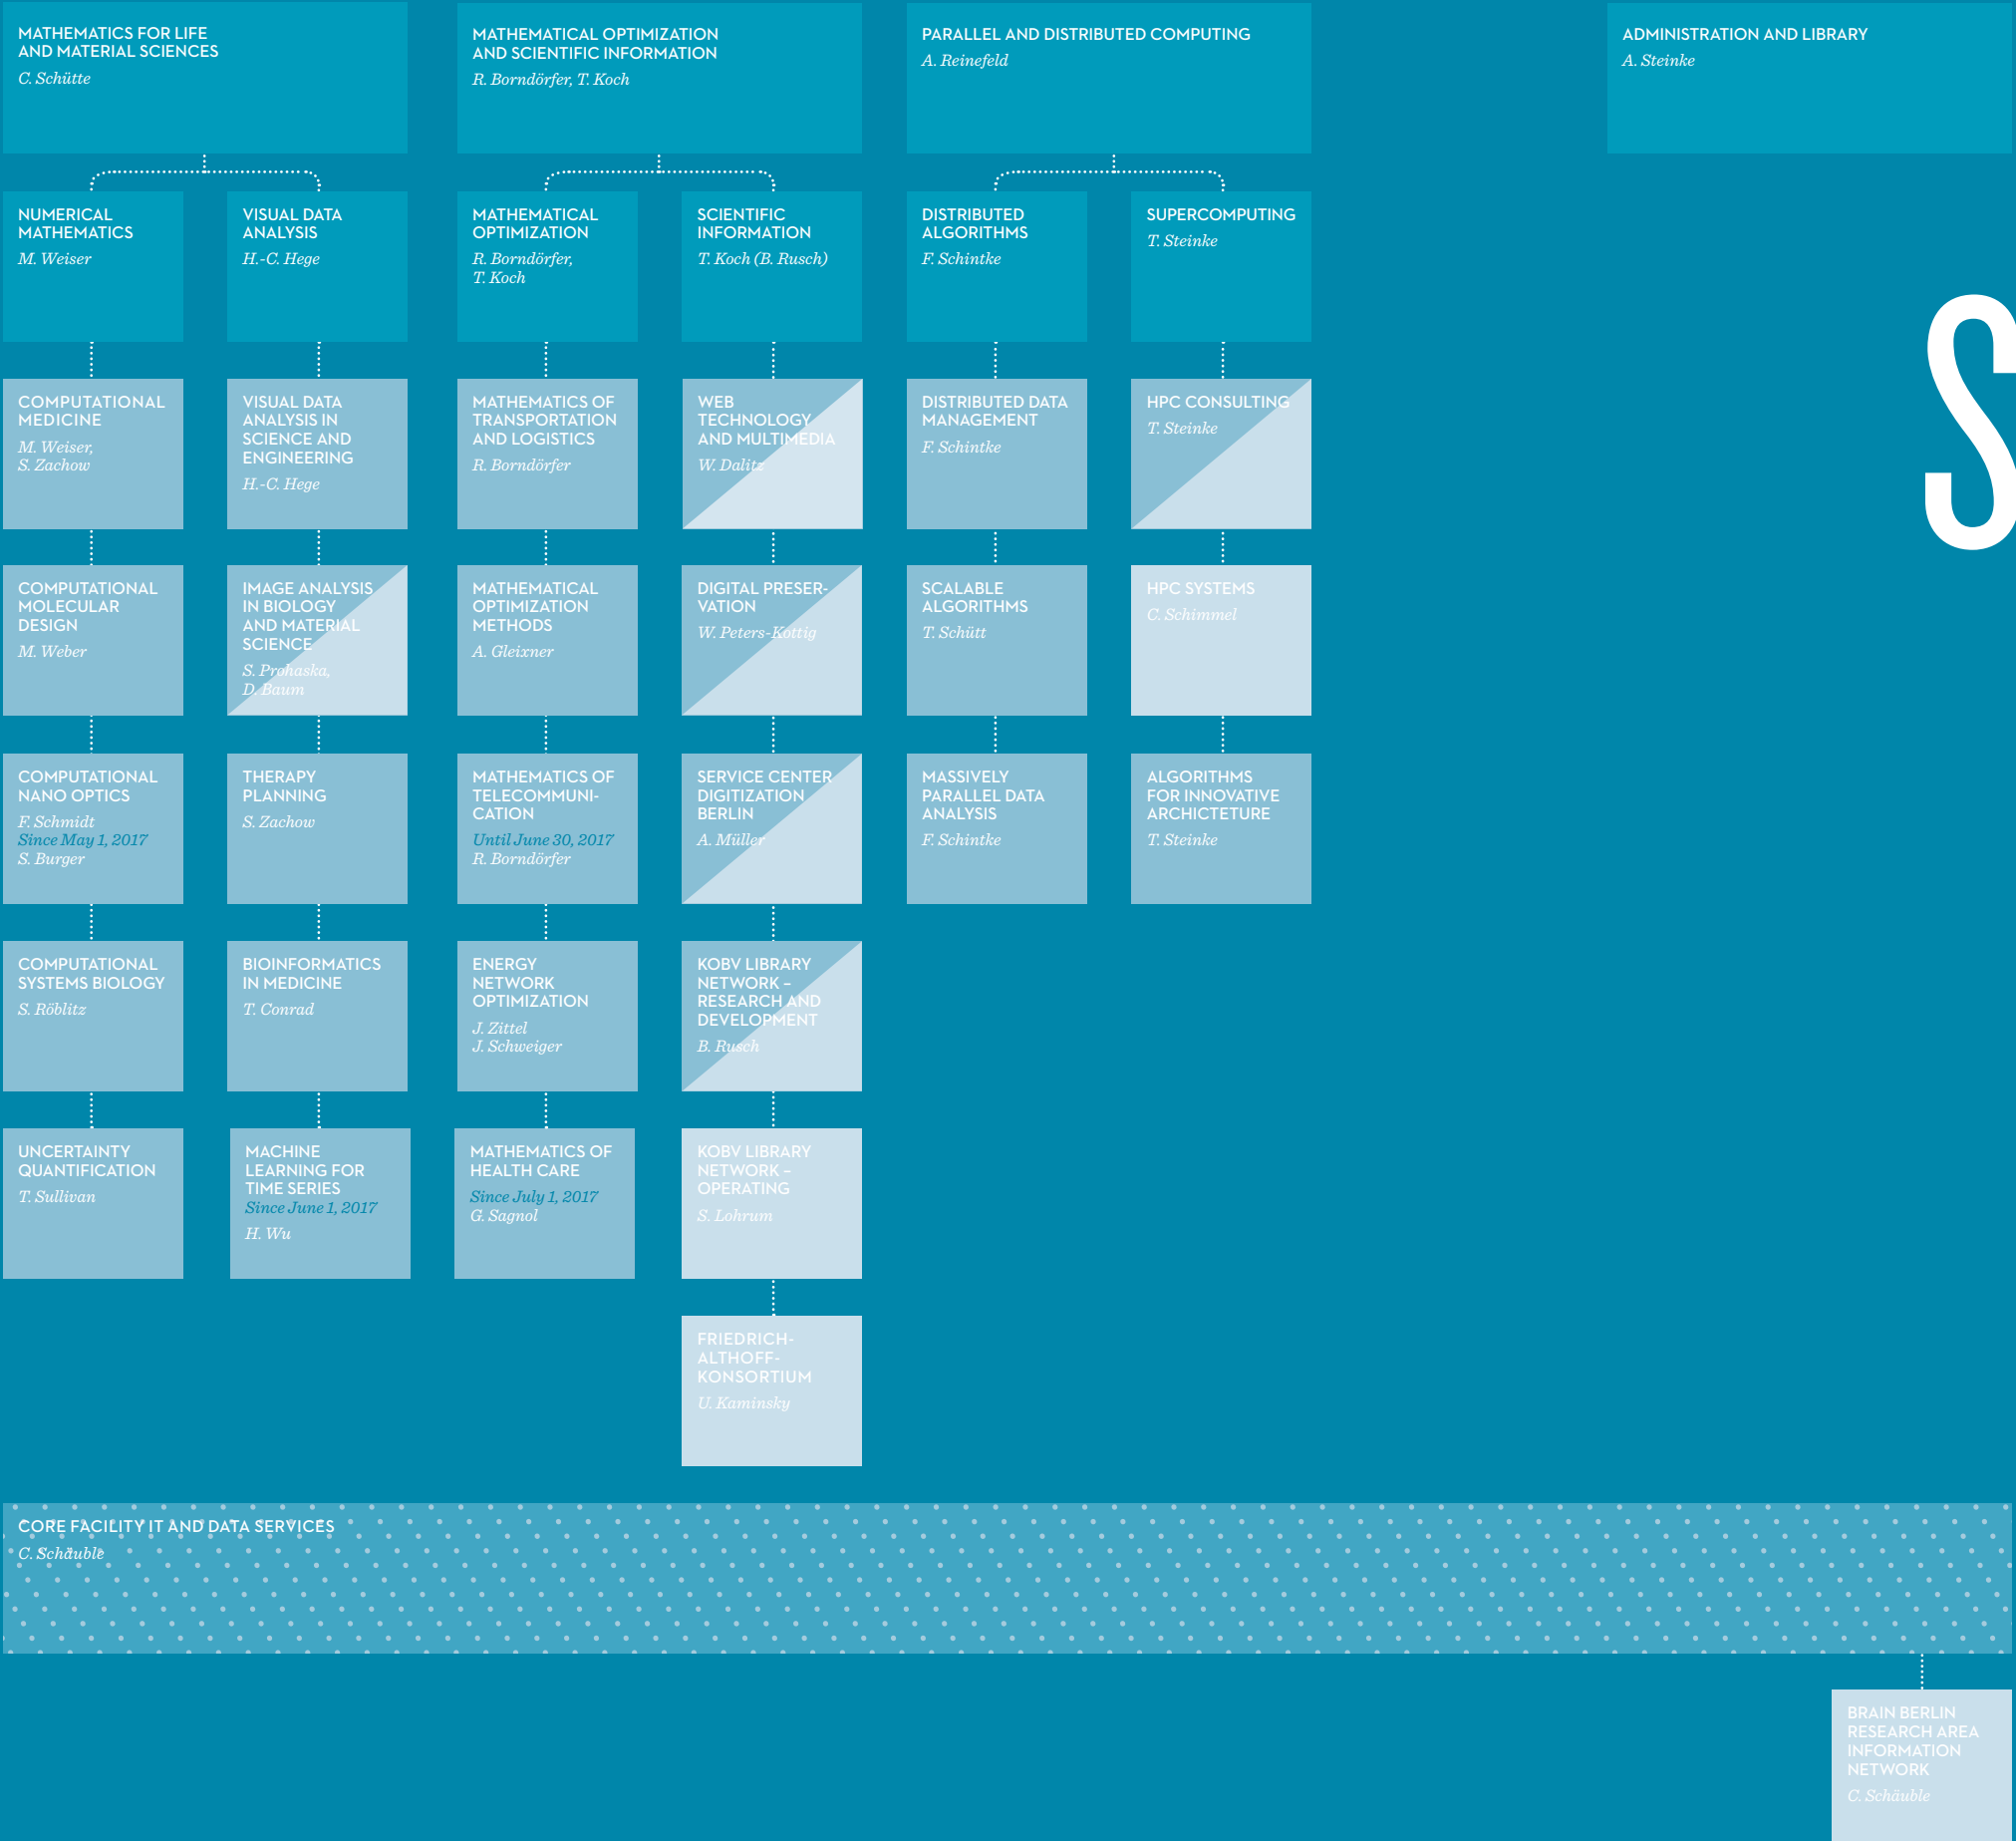 MATHEMATICS FOR LIFE
AND MATERIAL SCIENCES
C. Schütte
MATHEMATICAL OPTIMIZATION
AND SCIENTIFIC INFORMATION
R. Borndörfer, T. Koch
PARALLEL AND DISTRIBUTED COMPUTING
A. Reinefeld
ADMINISTRATION AND LIBRARY
A. Steinke
NUMERICAL
MATHEMATICS
M. Weiser
VISUAL DATA
ANALYSIS
H.-C. Hege
MATHEMATICAL
OPTIMIZATION
R. Borndörfer,
T. Koch
SCIENTIFIC
INFORMATION
T. Koch (B. Rusch)
DISTRIBUTED
ALGORITHMS
F. Schintke
SUPERCOMPUTING
T. Steinke
S
COMPUTATIONAL
MEDICINE
M. Weiser,
S. Zachow
VISUAL DATA
ANALYSIS IN
SCIENCE AND
ENGINEERING
H.-C. Hege
MATHEMATICS OF
TRANSPORTATION
AND LOGISTICS
R. Borndörfer
WEB
TECHNOLOGY
AND MULTIMEDIA
W. Dalitz
DISTRIBUTED DATA
MANAGEMENT
F. Schintke
HPC CONSULTING
T. Steinke
COMPUTATIONAL
MOLECULAR
DESIGN
M. Weber
IMAGE ANALYSIS
IN BIOLOGY
AND MATERIAL
SCIENCE
S. Prohaska,
D. Baum
MATHEMATICAL
OPTIMIZATION
METHODS
A. Gleixner
DIGITAL PRESER-
VATION
W. Peters-Kottig
SCALABLE
ALGORITHMS
T. Schütt
HPC SYSTEMS
C. Schimmel
COMPUTATIONAL
NANO OPTICS
F. Schmidt
Since May 1, 2017
S. Burger
THERAPY
PLANNING
S. Zachow
MATHEMATICS OF
TELECOMMUNI-
CATION
Until June 30, 2017
R. Borndörfer
SERVICE CENTER
DIGITIZATION
BERLIN
A. Müller
MASSIVELY
PARALLEL DATA
ANALYSIS
F. Schintke
ALGORITHMS
FOR INNOVATIVE
ARCHICTETURE
T. Steinke
COMPUTATIONAL
SYSTEMS BIOLOGY
S. Röblitz
BIOINFORMATICS
IN MEDICINE
T. Conrad
ENERGY
NETWORK
OPTIMIZATION
J. Zittel
J. Schweiger
KOBV LIBRARY
NETWORK –
RESEARCH AND
DEVELOPMENT
B. Rusch
UNCERTAINTY
QUANTIFICATION
T. Sullivan
MACHINE
LEARNING FOR
TIME SERIES
Since June 1, 2017
H. Wu
MATHEMATICS OF
HEALTH CARE
Since July 1, 2017
G. Sagnol
KOBV LIBRARY
NETWORK –
OPERATING
S. Lohrum
FRIEDRICH-
ALTHOFF-
KONSORTIUM
U. Kaminsky
CORE FACILITY IT AND DATA SERVICES
C. Schäuble
BRAIN BERLIN
RESEARCH AREA
INFORMATION
NETWORK
C. Schäuble